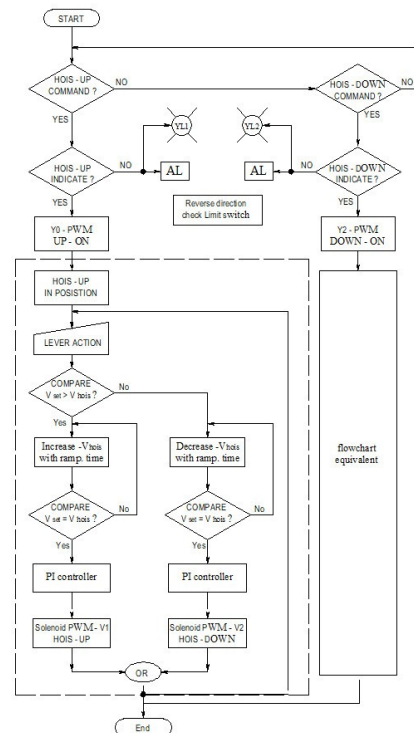 START
HOIS - UP
COMMAND ?
NO
YES
HOIS - DOWN
COMMAND ?
NO
YES
YL1
YL2
HOIS - UP
INDICATE ?
NO
YES
AL
AL
NO
HOIS - DOWN
INDICATE ?
YES
Reverse direction
check Limit switch
Y0 - PWM
UP - ON
Y2 - PWM
DOWN - ON
HOIS - UP
IN POSISTION
LEVER ACTION
COMPARE
V set > V hois ?
No
Yes
Increase -Vhois
with ramp. time
Decrease -Vhois
with ramp. time
flowchart
equivalent
COMPARE
V set = V hois ?
No
Yes
COMPARE
V set = V hois ?
No
Yes
PI controller
PI controller
Solenoid PWM - V1
HOIS - UP
Solenoid PWM - V2
HOIS - DOWN
OR
End